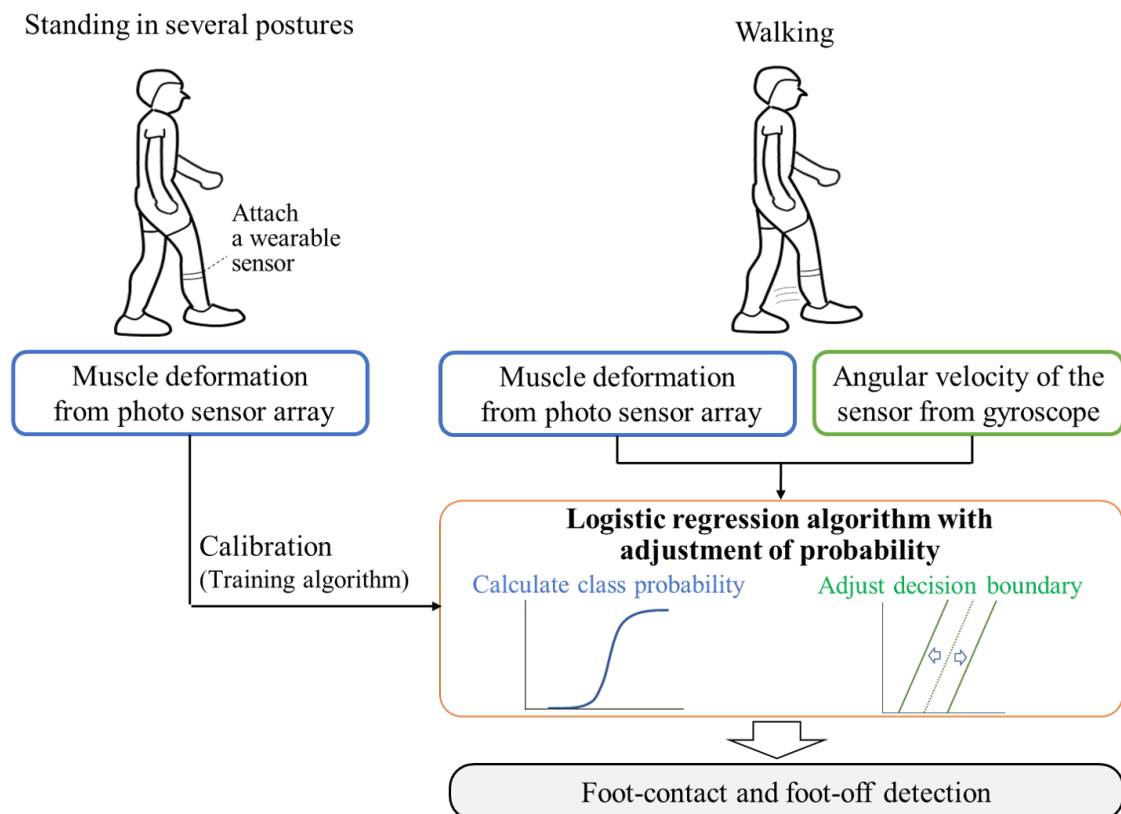 Standing in several postures
Walking
Attach
a wearable
sensor
Muscle deformation
from photo sensor array
Muscle deformation
from photo sensor array
Angular velocity of the
sensor from gyroscope
Calibration
(Training algorithm)
Logistic regression algorithm with
adjustment of probability
Calculate class probability
Adjust decision boundary
Foot-contact and foot-off detection